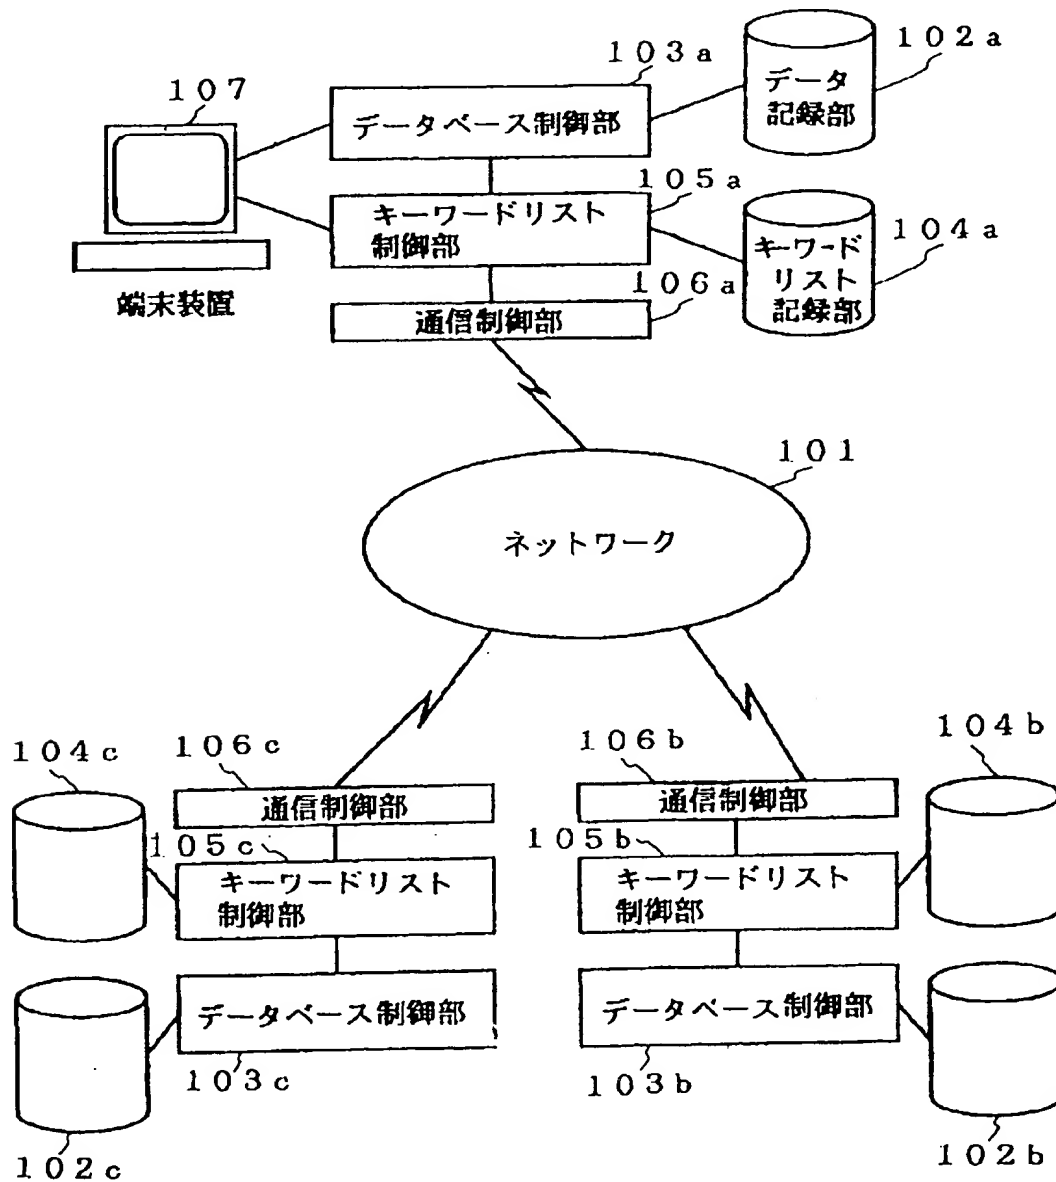 103a
102a
107
データベース制御部
データ
記録部
105a
キーワードリスト
制御部
104a
キーワード
リスト
記録部
106a
端末装置
通信制御部
101
ネットワーク
104c
106c
106b
104b
通信制御部
通信制御部
105c
105b
キーワードリスト
制御部
キーワードリスト
制御部
データベース制御部
データベース制御部
103c
103b
102c
102b